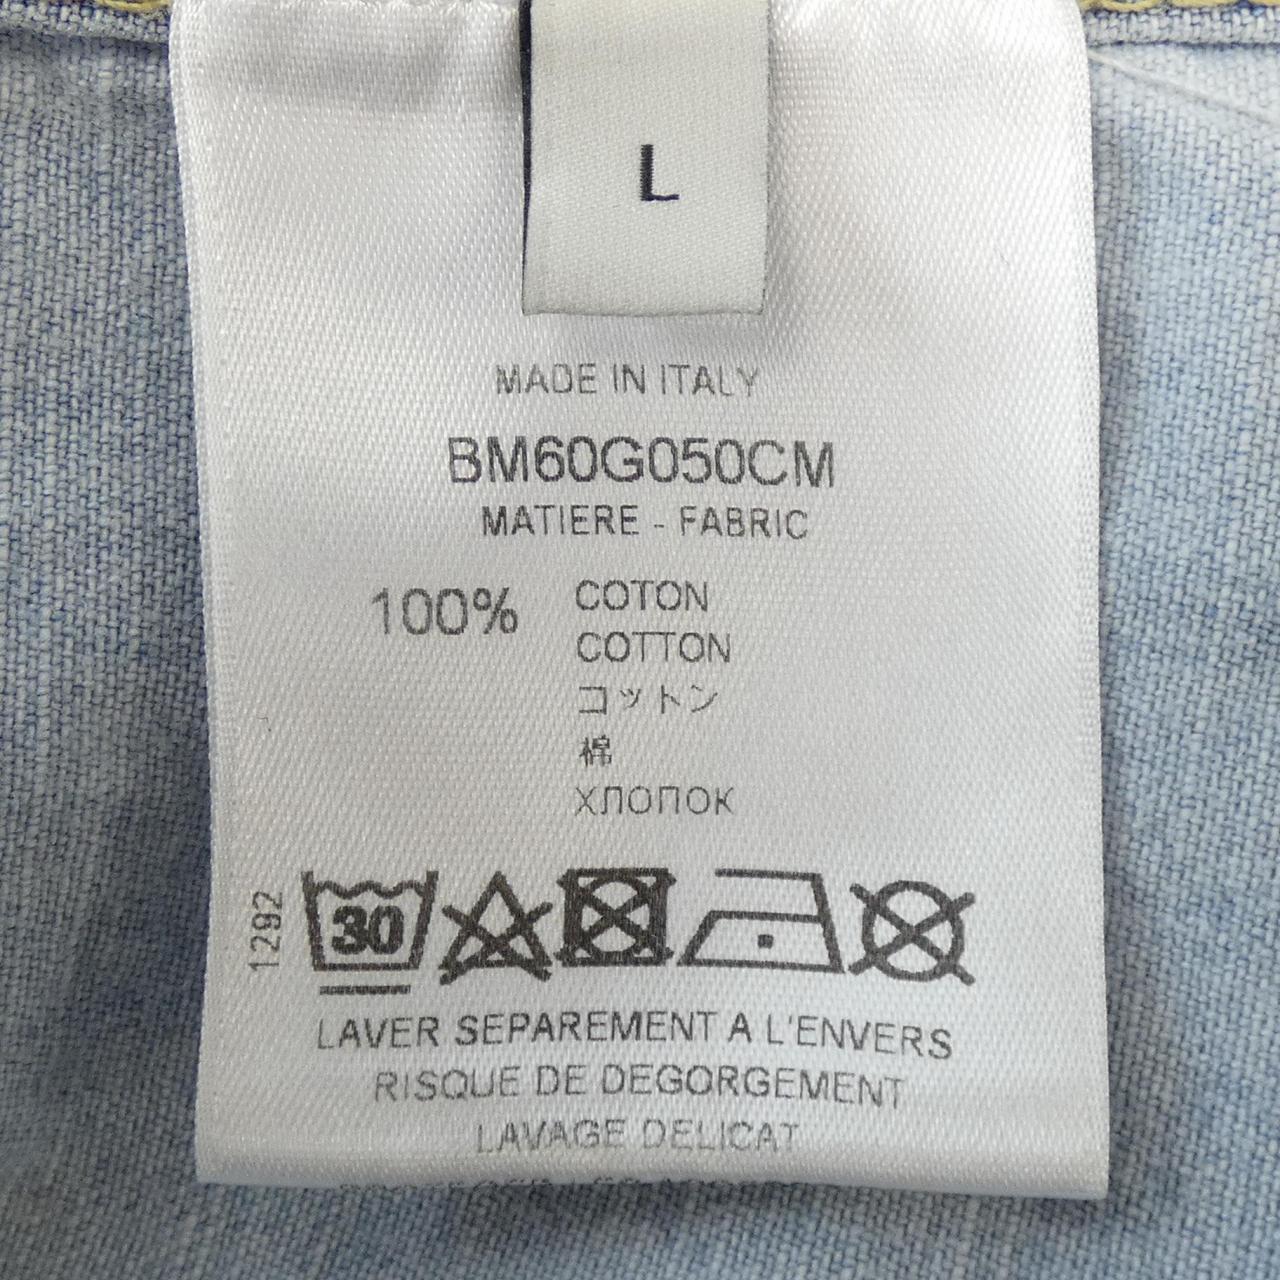 L
MADE IN ITALY
BM60G050CM
MATIERE - FABRIC
100% COTON
COTTON
コットン
棉
ХЛОПОК
1292
30
LAVER SEPAREMENT A L'ENVERS
RISQUE DE DEGORGEMENT
LAVAGE DELICAT